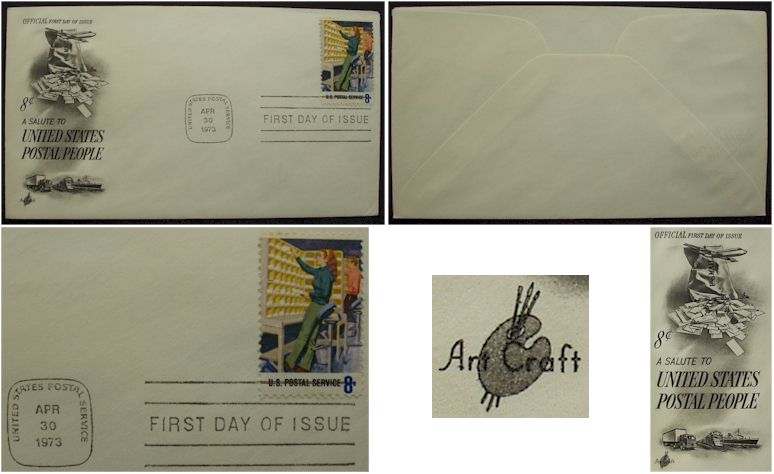 OFFICIAL FIRST DAY OF ISSUE
8¢
A SALUTE TO
UNITED STATES
POSTAL PEOPLE
UNITED STATES POSTAL SERVICE
APR
30
1973
U.S. POSTAL SERVICE 8¢
FIRST DAY OF ISSUE
U.S. POSTAL SERVICE 8¢
UNITED STATES POSTAL SERVICE
APR
30
1973
FIRST DAY OF ISSUE
Art Craft
OFFICIAL FIRST DAY OF ISSUE
8¢
A SALUTE TO
UNITED STATES
POSTAL PEOPLE